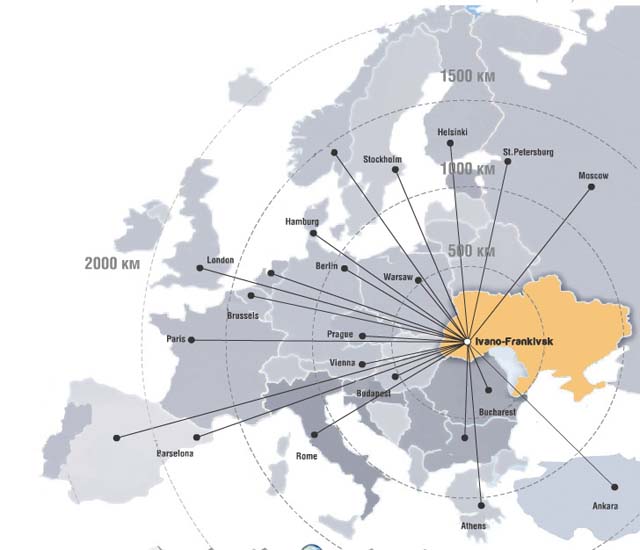 1500 км
Helsinki
St.Petersburg
Stockholm
1000 км
Moscow
Hamburg
500 км
2000 км
London
Berlin
Warsaw
Brussels
Prague
Paris
Ivano-Frankivsk
Vienna
Budapest
Bucharest
Barselona
Rome
Ankara
Athens